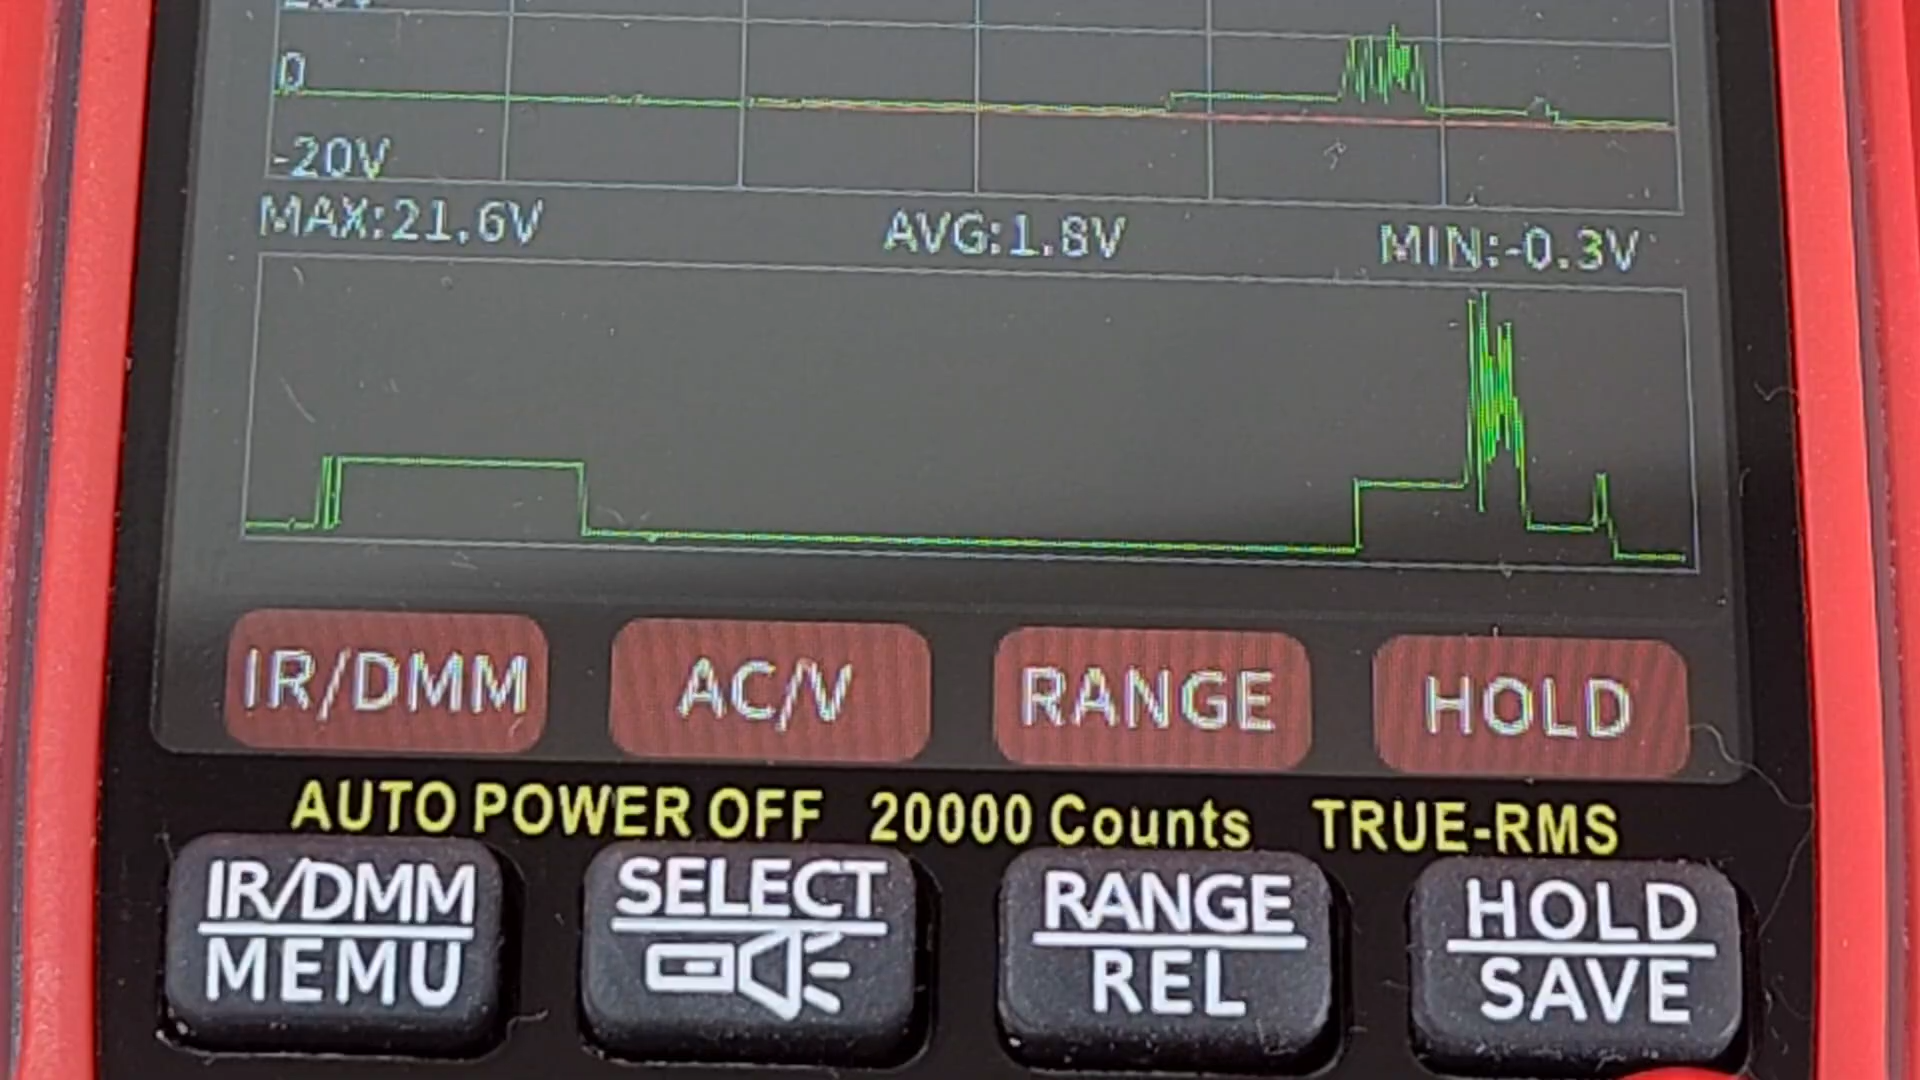 20V
0
-20V
MAX:21.6V AVG:1.8V MIN:-0.3V
IR/DMM AC/V RANGE HOLD
AUTO POWER OFF 20000 Counts TRUE-RMS
IR/DMM SELECT RANGE HOLD
MEMU REL SAVE